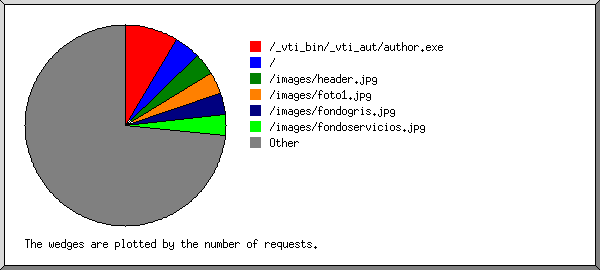 /_vti_bin/_vti_aut/author.exe
/
/images/header.jpg
/images/foto1.jpg
/images/fondogris.jpg
/images/fondoservicios.jpg
Other
The wedges are plotted by the number of requests.